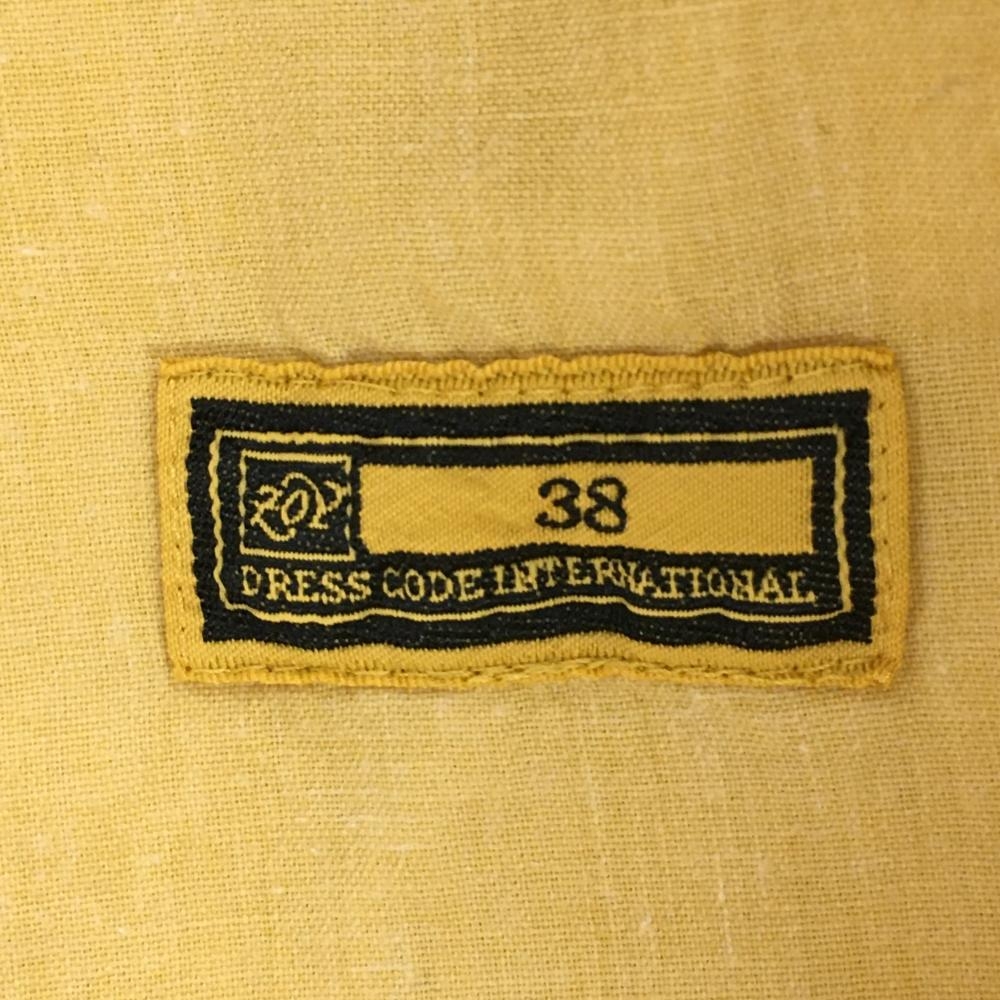 ZOY 38
DRESS CODE INTERNATIONAL